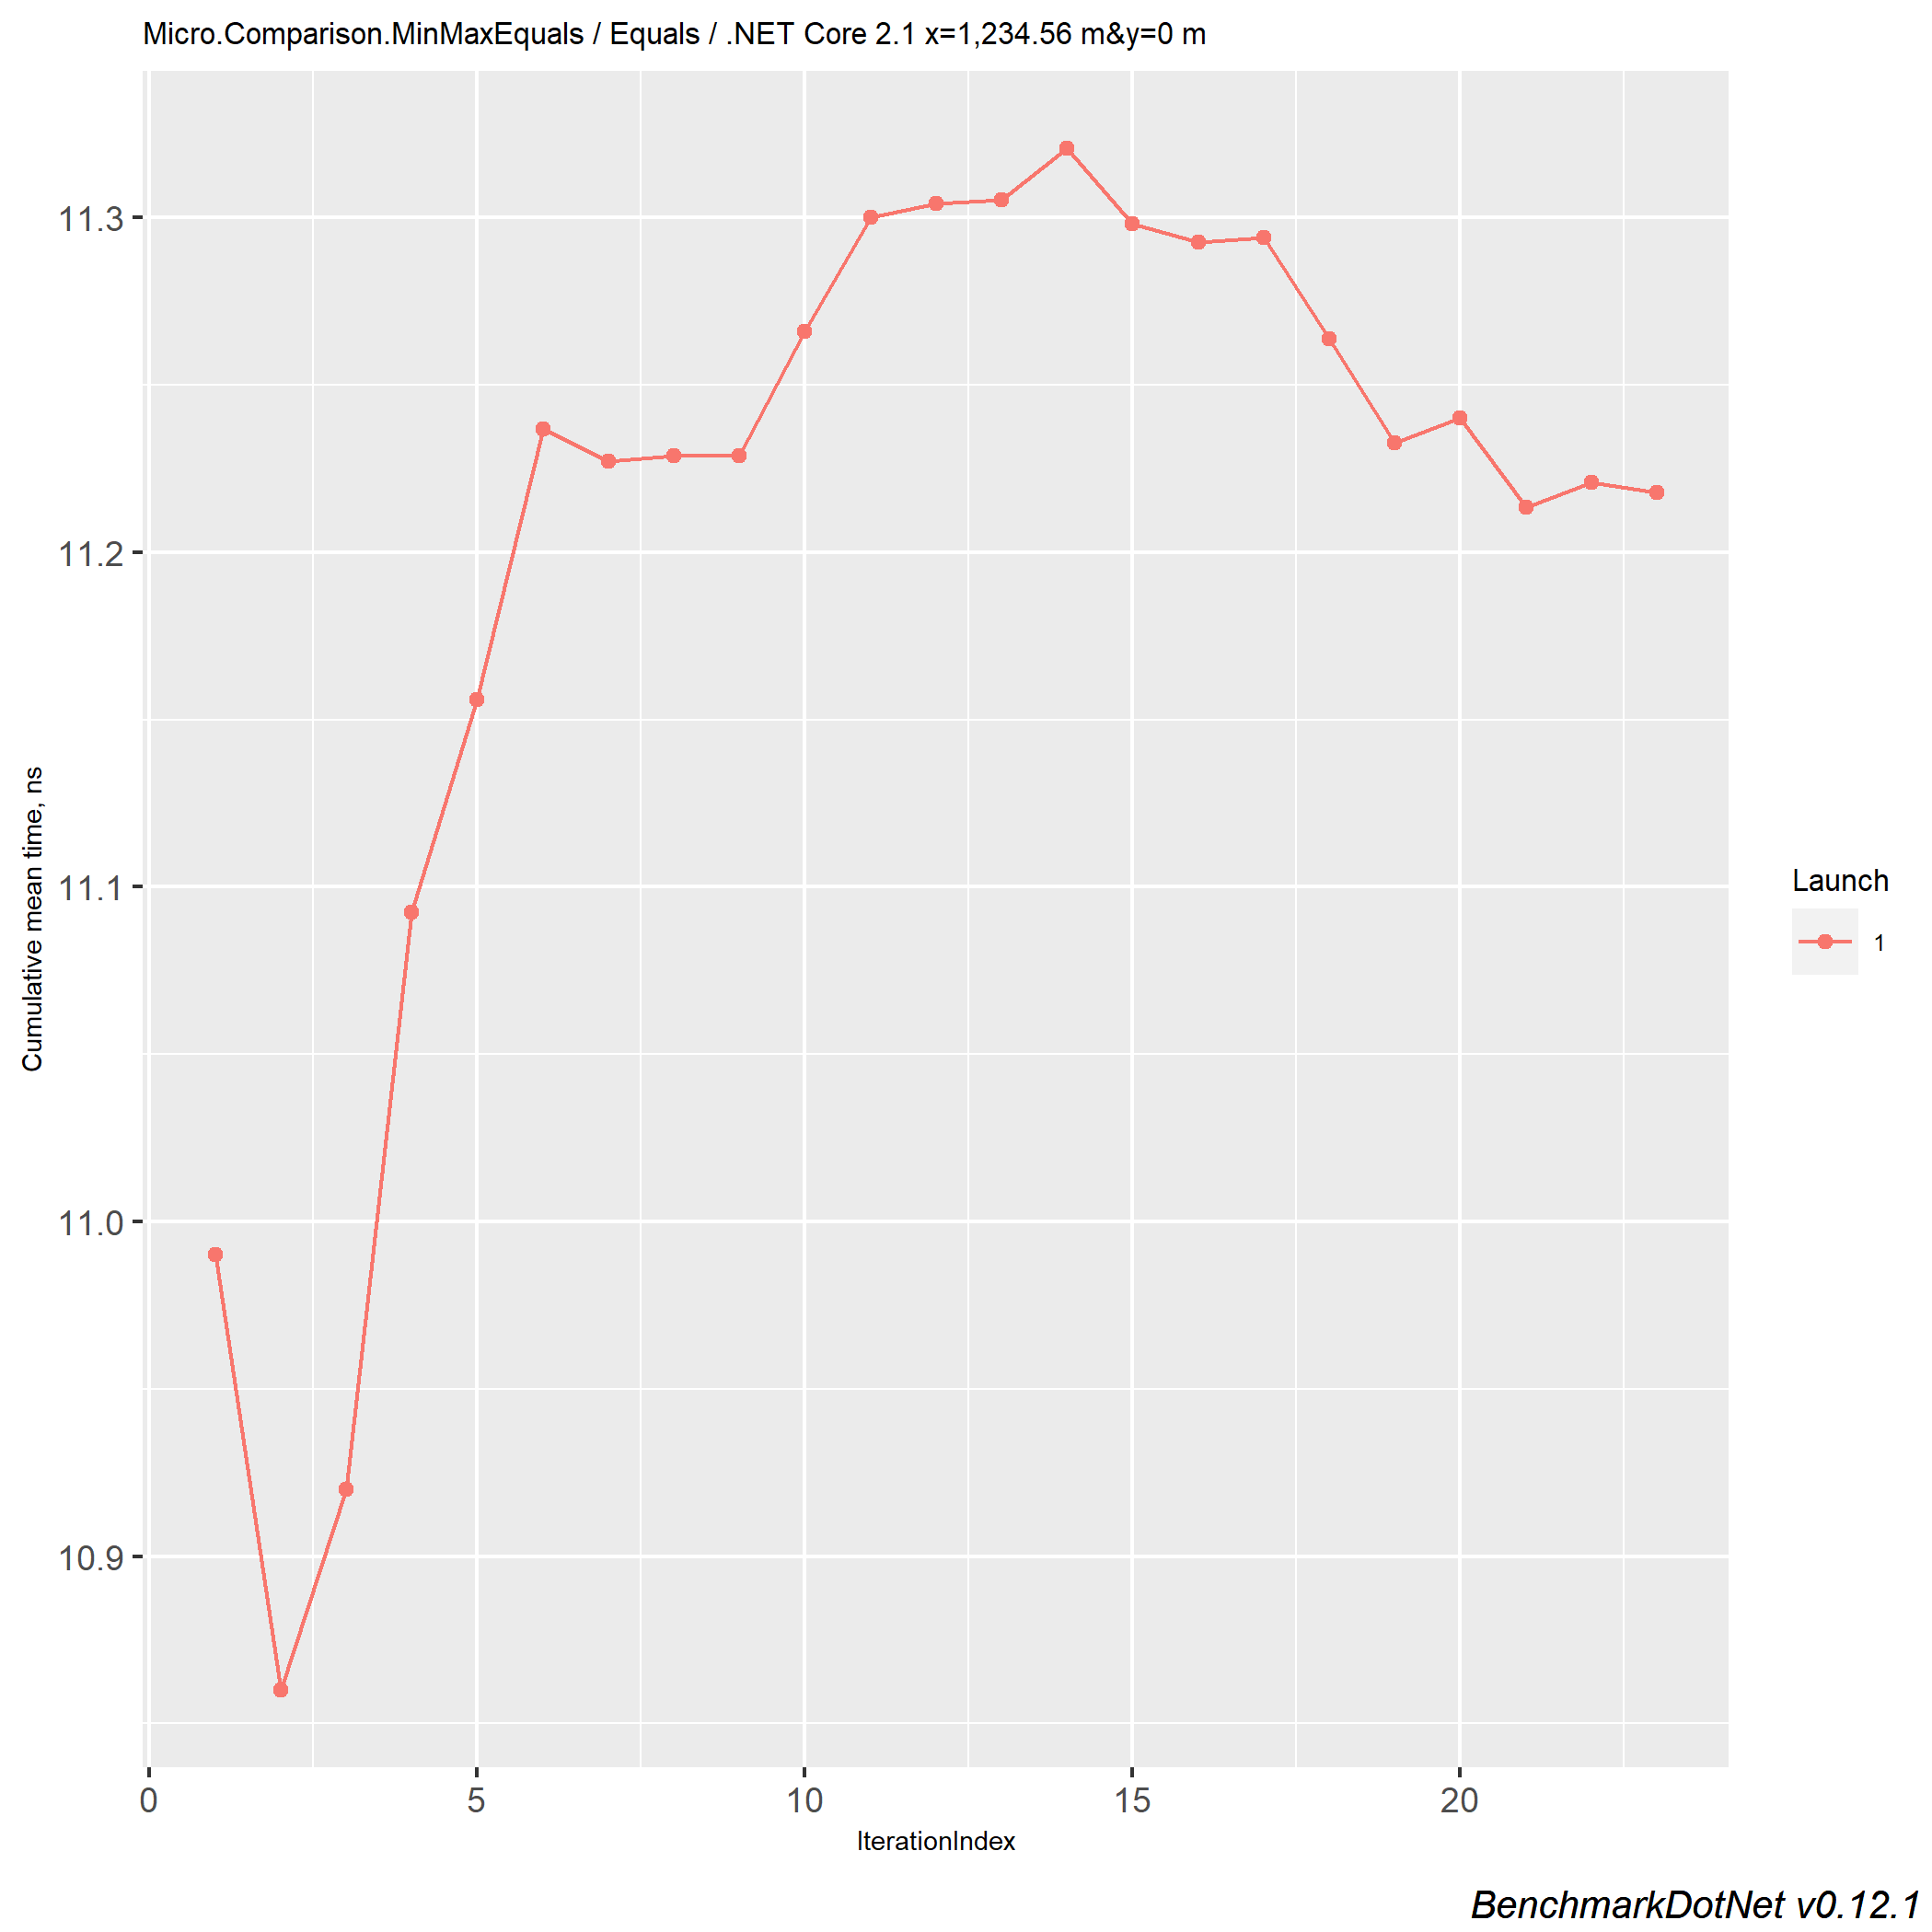 Micro.Comparison.MinMaxEquals / Equals / .NET Core 2.1 x=1,234.56 m&y=0 m
Cumulative mean time, ns
11.3
11.2
11.1
11.0
10.9
0 5 10 15 20
IterationIndex
Launch
1
BenchmarkDotNet v0.12.1